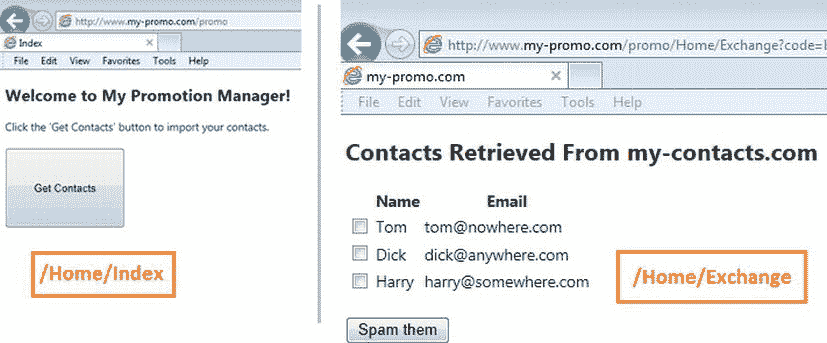 http://www.my-promo.com/promo
Index
File Edit View Favorites Tools Help
Welcome to My Promotion Manager!
Click the 'Get Contacts' button to import your contacts.
Get Contacts
/Home/Index
http://www.my-promo.com/promo/Home/Exchange?code=
my-promo.com
File Edit View Favorites Tools Help
Contacts Retrieved From my-contacts.com
Name Email
Tom tom@nowhere.com
Dick dick@anywhere.com
Harry harry@somewhere.com
/Home/Exchange
Spam them